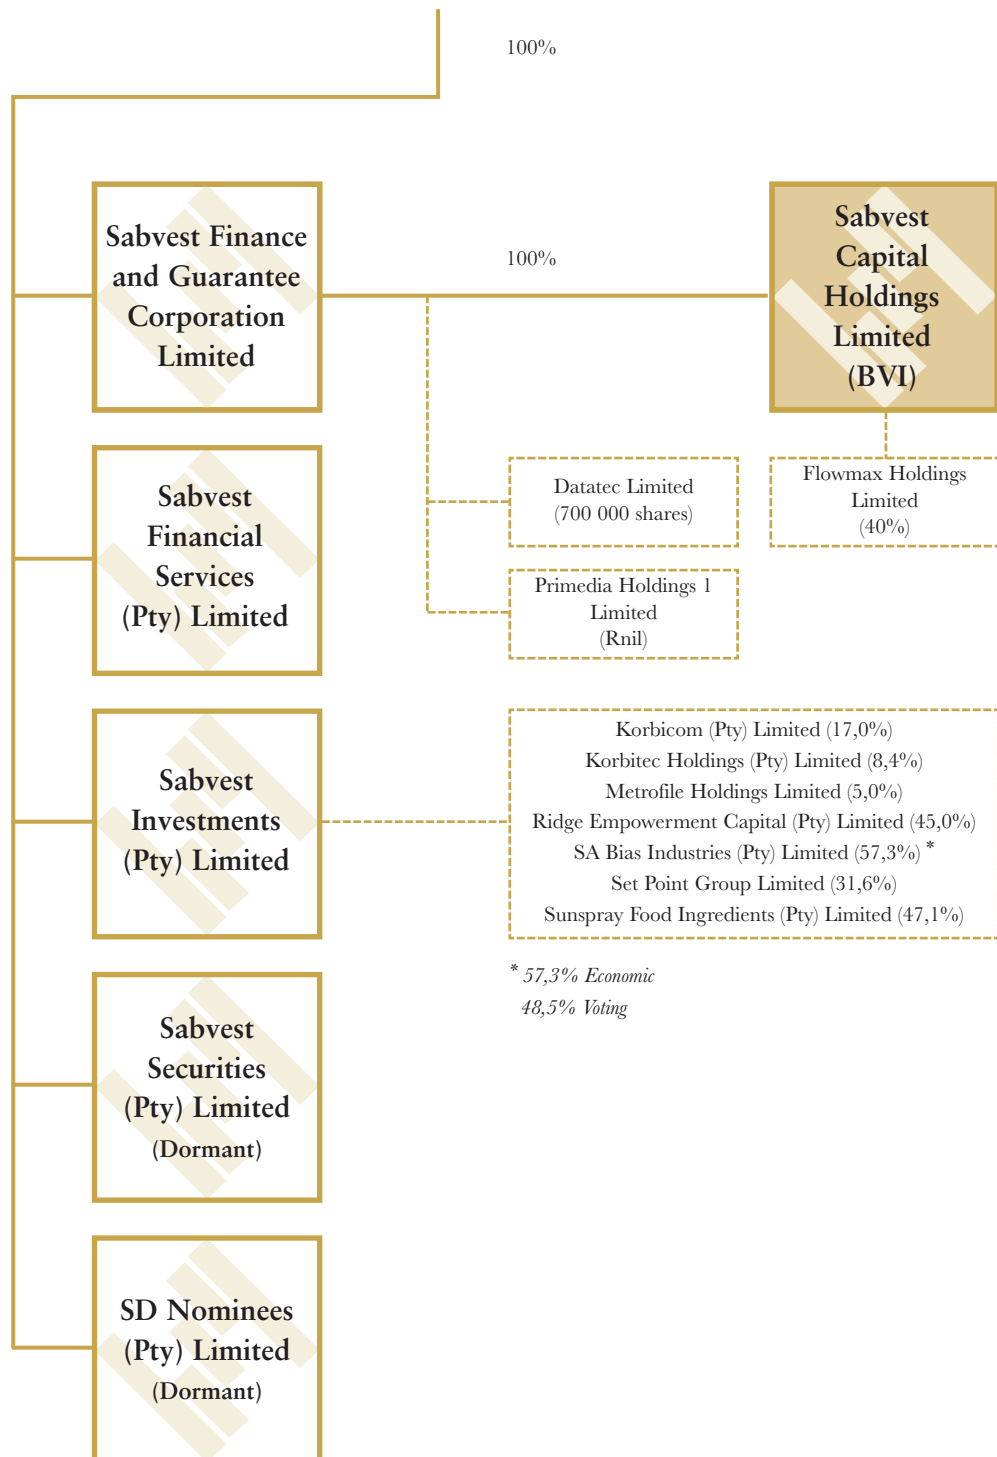 100%
Sabvest Finance
and Guarantee
Corporation
Limited
100%
Sabvest
Capital
Holdings
Limited
(BVI)
Datatec Limited
(700 000 shares)
Flowmax Holdings
Limited
(40%)
Sabvest
Financial
Services
(Pty) Limited
Primedia Holdings 1
Limited
(Rnil)
Sabvest
Investments
(Pty) Limited
Korbicom (Pty) Limited (17,0%)
Korbitec Holdings (Pty) Limited (8,4%)
Metrofile Holdings Limited (5,0%)
Ridge Empowerment Capital (Pty) Limited (45,0%)
SA Bias Industries (Pty) Limited (57,3%) *
Set Point Group Limited (31,6%)
Sunspray Food Ingredients (Pty) Limited (47,1%)
* 57,3% Economic
48,5% Voting
Sabvest
Securities
(Pty) Limited
(Dormant)
SD Nominees
(Pty) Limited
(Dormant)